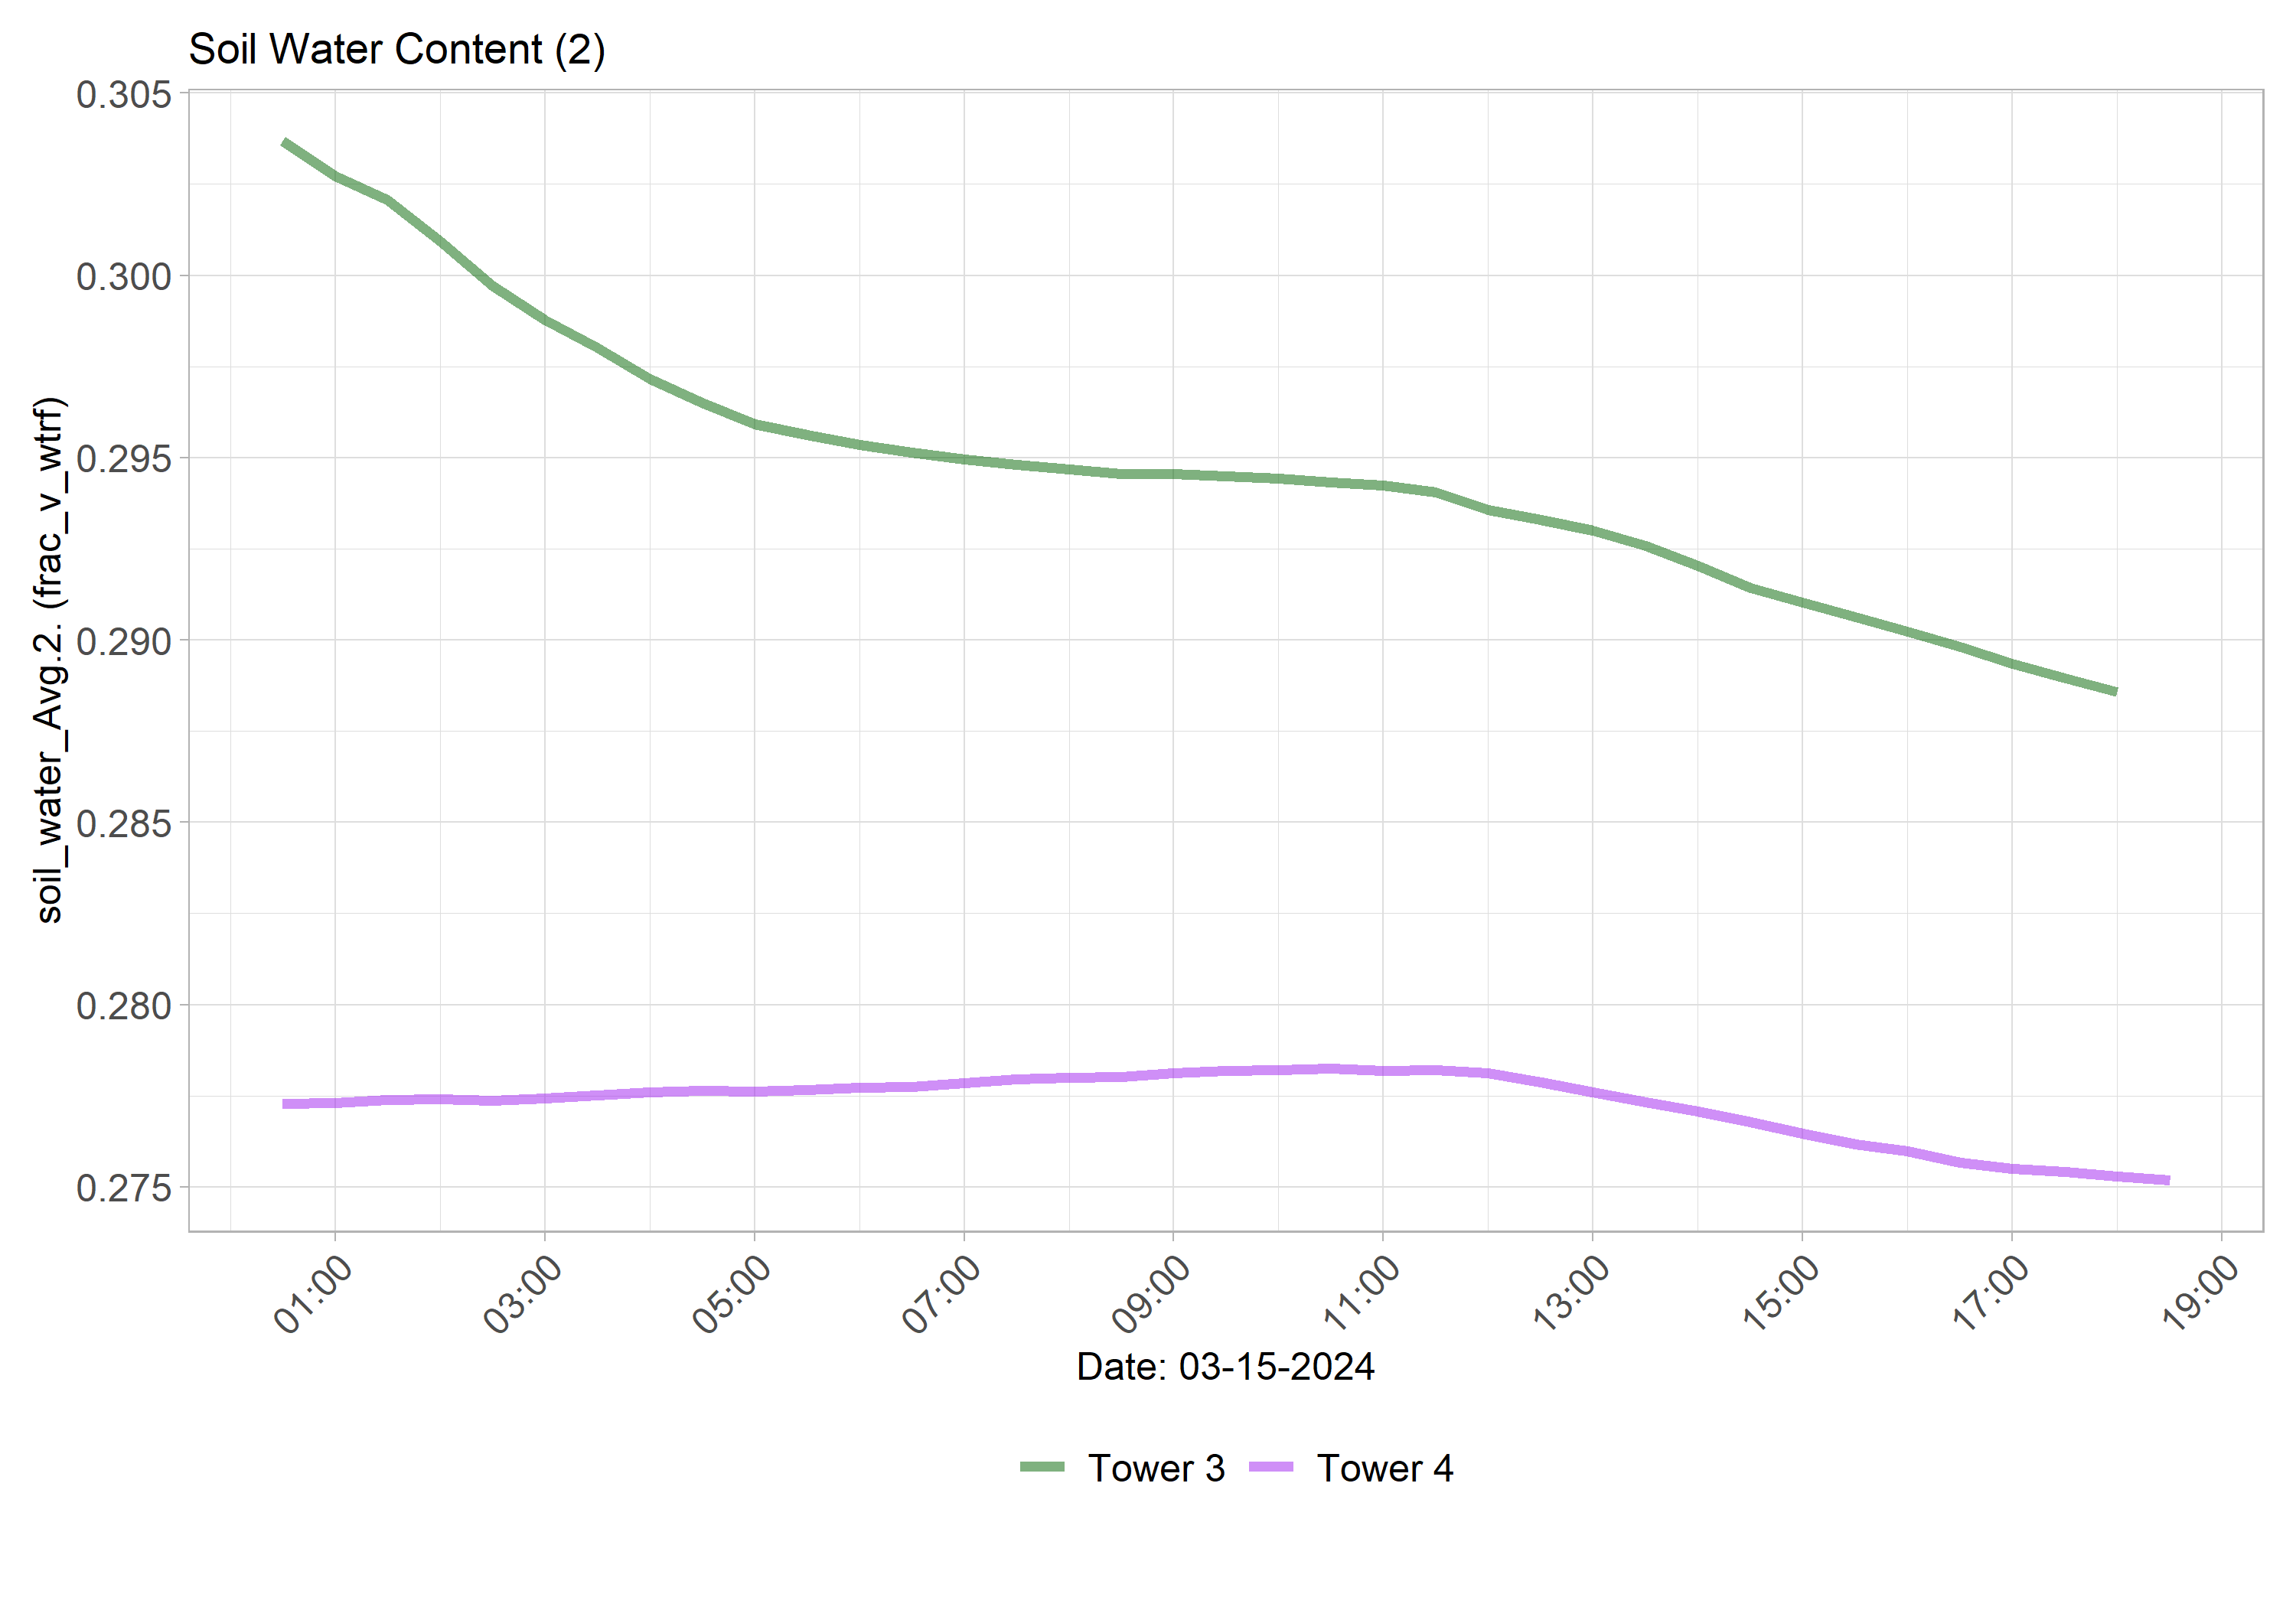 Soil Water Content (2)
soil_water_Avg.2. (frac_v_wtrf)
0.305
0.300
0.295
0.290
0.285
0.280
0.275
01:00 03:00 05:00 07:00 09:00 11:00 13:00 15:00 17:00 19:00
Date: 03-15-2024
Tower 3 Tower 4